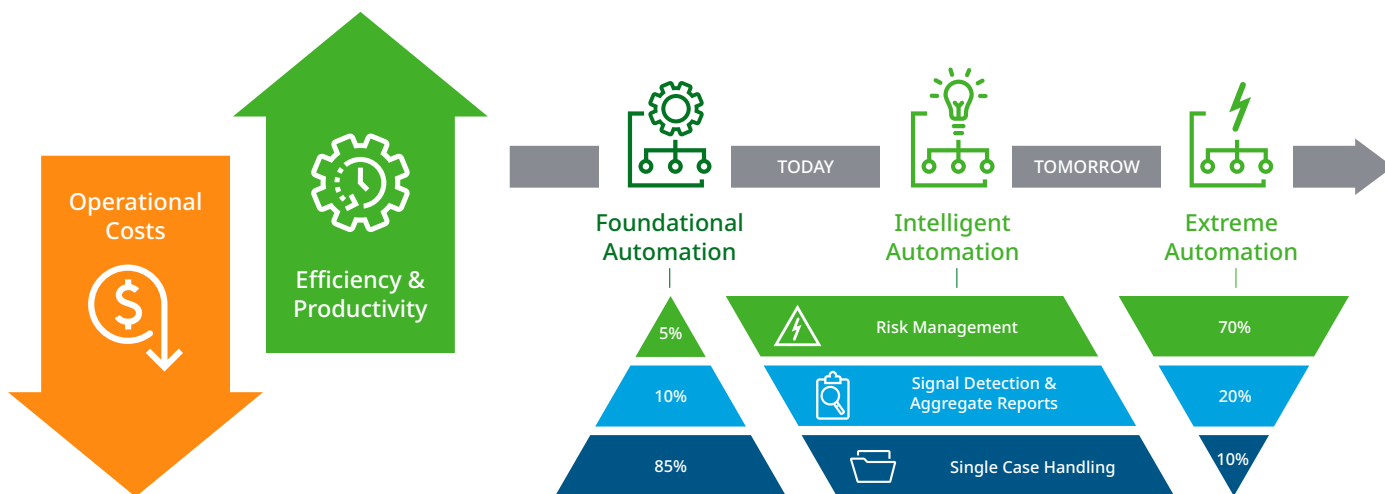 Operational
Costs
Efficiency &
Productivity
TODAY
TOMORROW
Foundational
Automation
Intelligent
Automation
Extreme
Automation
5%
Risk Management
70%
10%
Signal Detection &
Aggregate Reports
20%
85%
Single Case Handling
10%